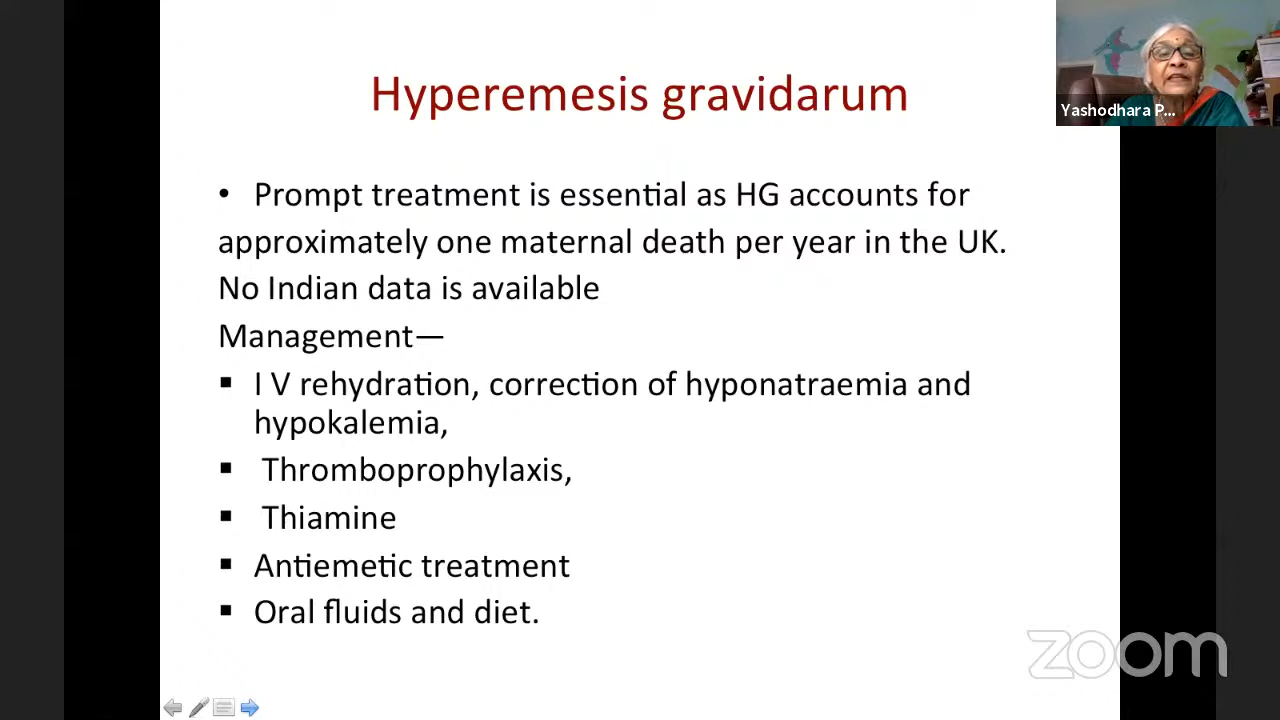 Hyperemesis gravidarum
Yashodhara P...
• Prompt treatment is essential as HG accounts for
approximately one maternal death per year in the UK.
No Indian data is available
Management—
▪ I V rehydration, correction of hyponatraemia and
hypokalemia,
▪ Thromboprophylaxis,
▪ Thiamine
▪ Antiemetic treatment
▪ Oral fluids and diet.
zoom